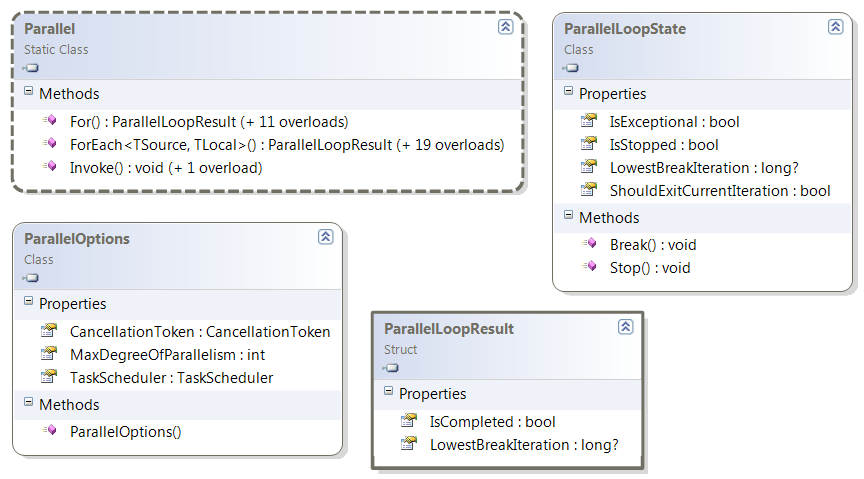 Parallel
Static Class
Methods
For() : ParallelLoopResult (+ 11 overloads)
ForEach<TSource, TLocal>() : ParallelLoopResult (+ 19 overloads)
Invoke() : void (+ 1 overload)
ParallelLoopState
Class
Properties
IsExceptional : bool
IsStopped : bool
LowestBreakIteration : long?
ShouldExitCurrentIteration : bool
Methods
Break() : void
Stop() : void
ParallelOptions
Class
Properties
CancellationToken : CancellationToken
MaxDegreeOfParallelism : int
TaskScheduler : TaskScheduler
Methods
ParallelOptions()
ParallelLoopResult
Struct
Properties
IsCompleted : bool
LowestBreakIteration : long?